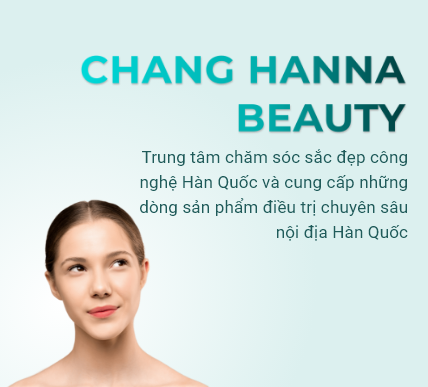 CHANG HANNA
BEAUTY
Trung tâm chăm sóc sắc đẹp công
nghệ Hàn Quốc và cung cấp những
dòng sản phẩm điều trị chuyên sâu
nội địa Hàn Quốc